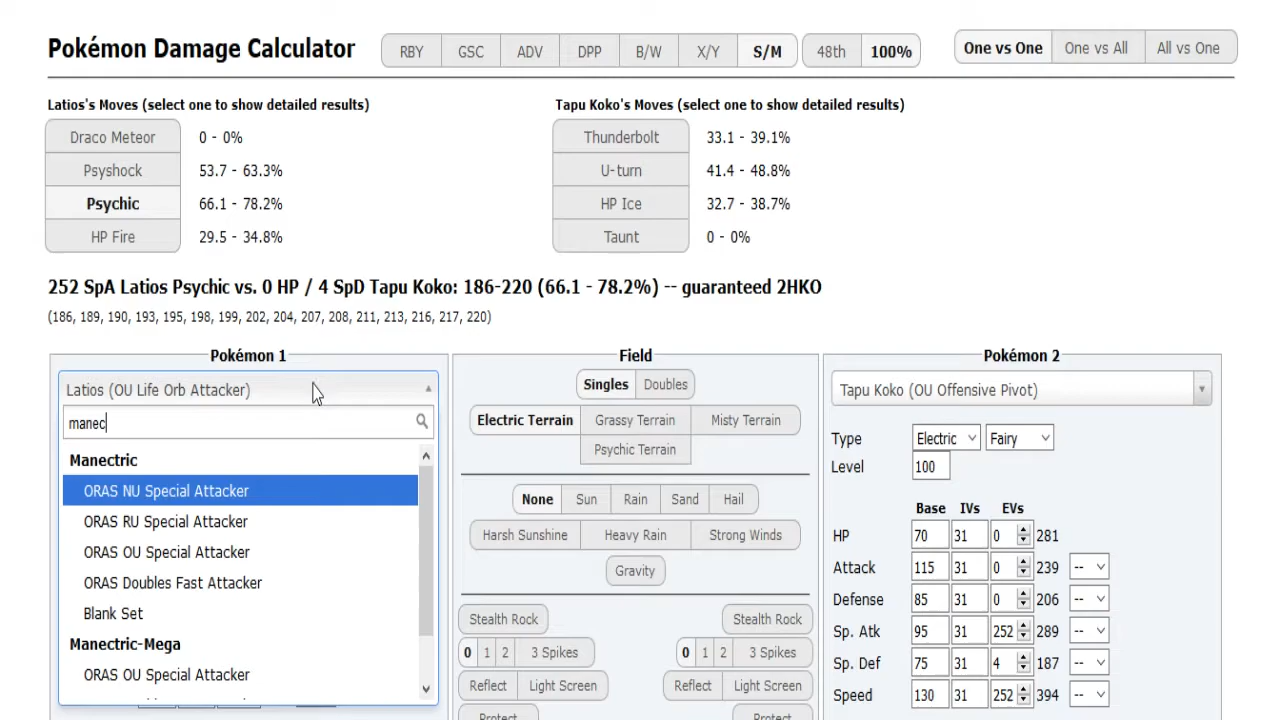 Pokémon Damage Calculator
RBY GSC ADV DPP B/W X/Y S/M 48th 100% One vs One One vs All All vs One
Latios's Moves (select one to show detailed results)
Draco Meteor 0 - 0%
Psyshock 53.7 - 63.3%
Psychic 66.1 - 78.2%
HP Fire 29.5 - 34.8%
Tapu Koko's Moves (select one to show detailed results)
Thunderbolt 33.1 - 39.1%
U-turn 41.4 - 48.8%
HP Ice 32.7 - 38.7%
Taunt 0 - 0%
252 SpA Latios Psychic vs. 0 HP / 4 SpD Tapu Koko: 186-220 (66.1 - 78.2%) -- guaranteed 2HKO
(186, 189, 190, 193, 195, 198, 199, 202, 204, 207, 208, 211, 213, 216, 217, 220)
Pokémon 1
Latios (OU Life Orb Attacker)
manec
Manectric
ORAS NU Special Attacker
ORAS RU Special Attacker
ORAS OU Special Attacker
ORAS Doubles Fast Attacker
Blank Set
Manectric-Mega
ORAS OU Special Attacker
Field
Singles Doubles
Electric Terrain Grassy Terrain Misty Terrain
Psychic Terrain
None Sun Rain Sand Hail
Harsh Sunshine Heavy Rain Strong Winds
Gravity
Stealth Rock Stealth Rock
0 1 2 3 Spikes 0 1 2 3 Spikes
Reflect Light Screen Reflect Light Screen
Protect Protect
Pokémon 2
Tapu Koko (OU Offensive Pivot)
Type Electric Fairy
Level 100
Base IVs EVs
HP 70 31 0 281
Attack 115 31 0 239 --
Defense 85 31 0 206 --
Sp. Atk 95 31 252 289 --
Sp. Def 75 31 4 187 --
Speed 130 31 252 394 --